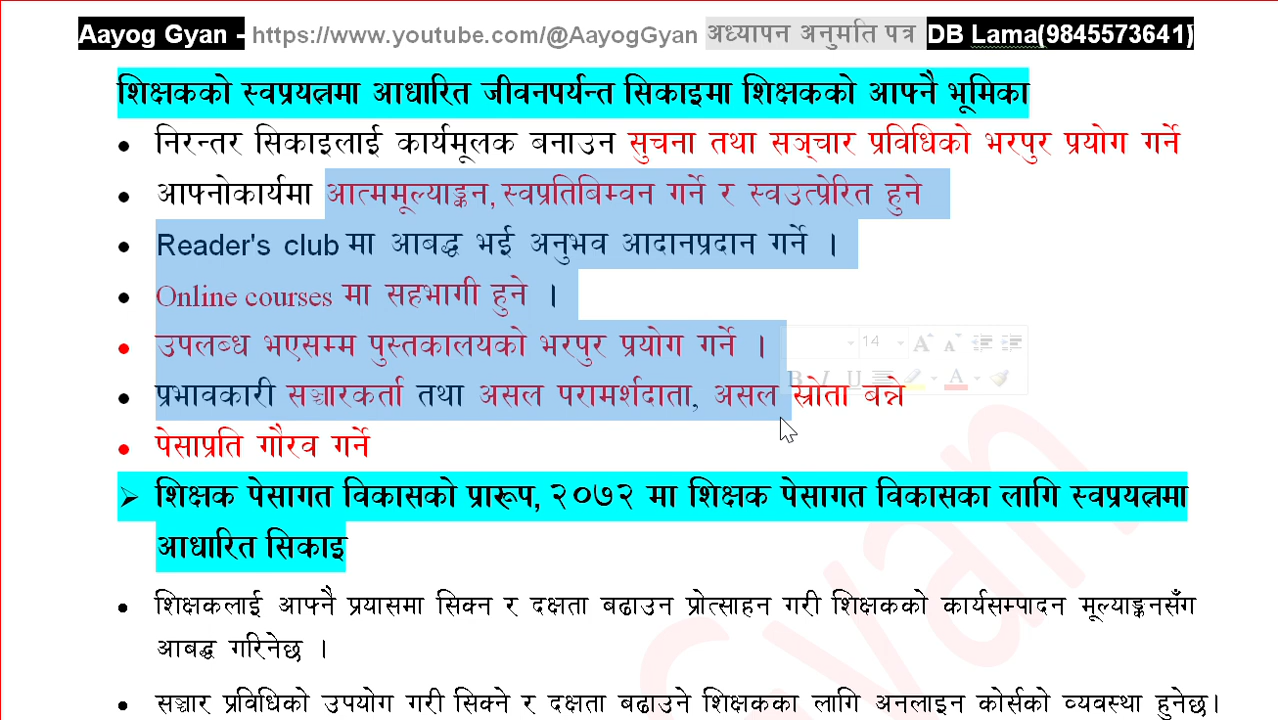 Aayog Gyan - https://www.youtube.com/@AayogGyan अध्यापन अनुमति पत्र DB Lama(9845573641)
शिक्षकको स्वप्रयत्नमा आधारित जीवनपर्यन्त सिकाइमा शिक्षकको आफ्नै भूमिका
• निरन्तर सिकाइलाई कार्यमूलक बनाउन सुचना तथा सञ्चार प्रविधिको भरपुर प्रयोग गर्ने
• आफ्नोकार्यमा आत्ममूल्याङ्कन, स्वप्रतिबिम्वन गर्ने र स्वउत्प्रेरित हुने
• Reader's club मा आबद्ध भई अनुभव आदानप्रदान गर्ने ।
• Online courses मा सहभागी हुने ।
• उपलब्ध भएसम्म पुस्तकालयको भरपुर प्रयोग गर्ने ।
14
• प्रभावकारी सञ्चारकर्ता तथा असल परामर्शदाता, असल स्रोता बन्ने
• पेसाप्रति गौरव गर्ने
➢ शिक्षक पेसागत विकासको प्रारूप, २०७२ मा शिक्षक पेसागत विकासका लागि स्वप्रयत्नमा
आधारित सिकाइ
• शिक्षकलाई आफ्नै प्रयासमा सिक्न र दक्षता बढाउन प्रोत्साहन गरी शिक्षकको कार्यसम्पादन मूल्याङ्कनसँग
आबद्ध गरिनेछ ।
• सञ्चार प्रविधिको उपयोग गरी सिक्ने र दक्षता बढाउने शिक्षकका लागि अनलाइन कोर्सको व्यवस्था हुनेछ।
Gyan